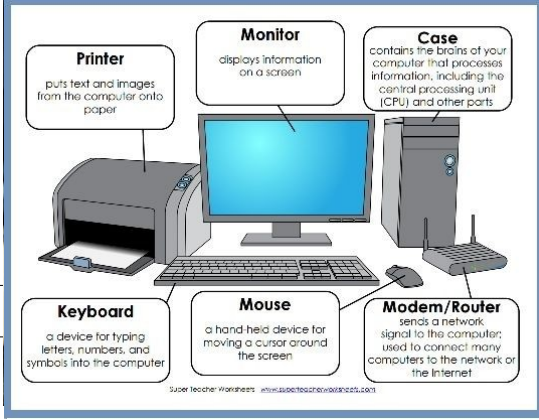 Printer
puts text and images
from the computer onto
paper
Monitor
displays information
on a screen
Case
contains the brains of your
computer that processes
information, including the
central processing unit
(CPU) and other parts
Keyboard
a device for typing
letters, numbers, and
symbols into the computer
Mouse
a hand-held device for
moving a cursor around
the screen
Modem/Router
sends a network
signal to the computer;
used to connect many
computers to the network or
the Internet
Super Teacher Worksheets www.superteacherworksheets.com